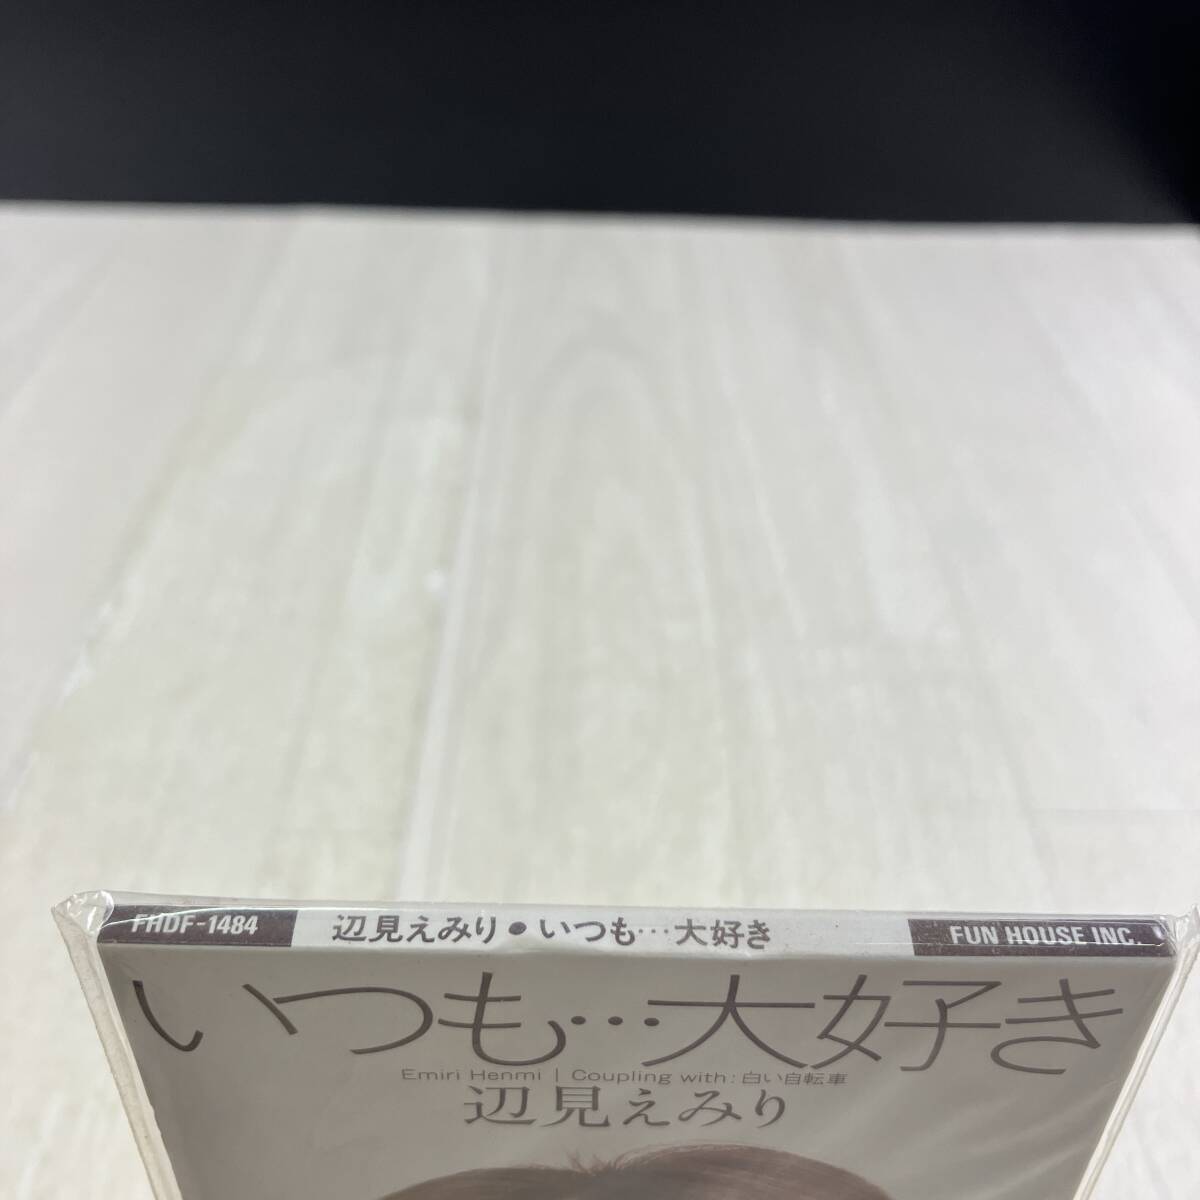 FHDF-1484 辺見えみり●いつも…大好き FUN HOUSE INC.
いつも…大好き
Emiri Henmi | Coupling with: 白い自転車
辺見えみり